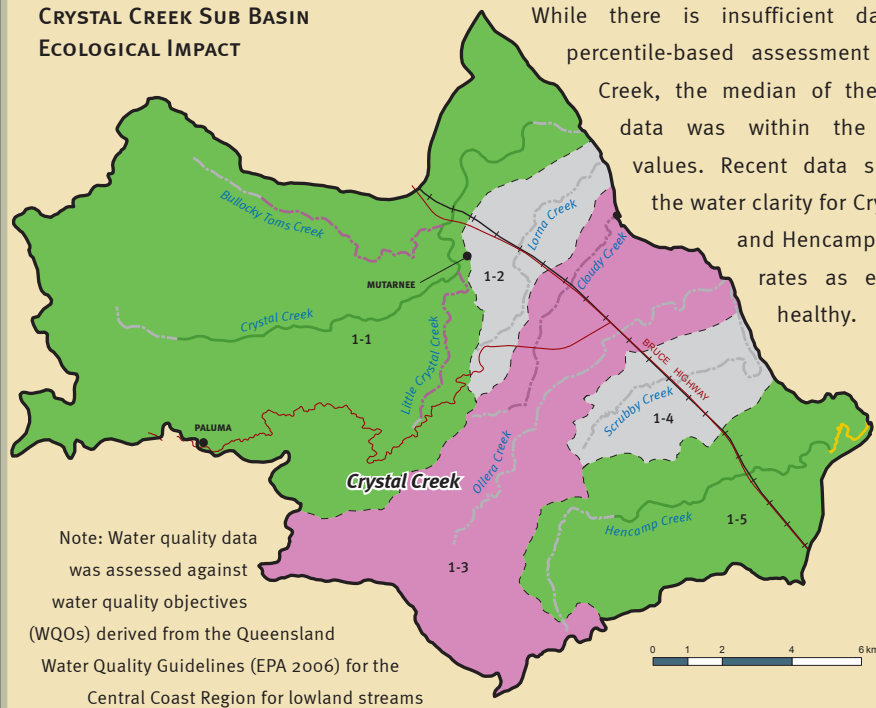 CRYSTAL CREEK SUB BASIN
ECOLOGICAL IMPACT
While there is insufficient da
percentile-based assessment
Creek, the median of the
data was within the
values. Recent data s
the water clarity for Cry
and Hencamp
rates as e
healthy.
Bullocky Toms Creek
Lorna Creek
Cloudy Creek
MUTARNEE
1-2
Crystal Creek
1-1
Little Crystal Creek
BRUCE HIGHWAY
Scrubby Creek
1-4
PALUMA
Crystal Creek
Ollera Creek
Hencamp Creek
1-5
1-3
Note: Water quality data
was assessed against
water quality objectives
(WQOs) derived from the Queensland
Water Quality Guidelines (EPA 2006) for the
Central Coast Region for lowland streams
0 2 4 6 km